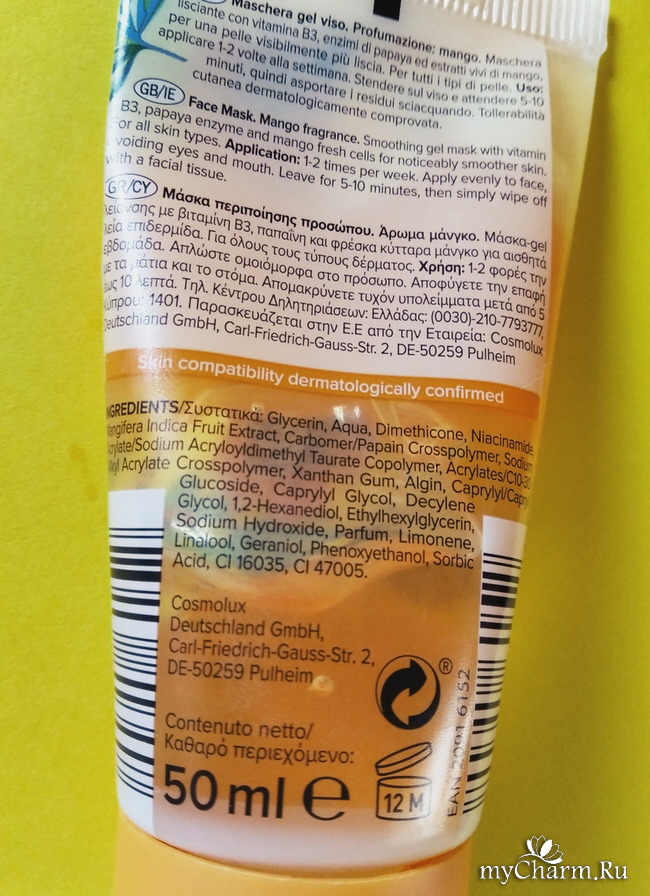 Maschera gel viso. Profumazione: mango. Maschera
lisciante con vitamina B3, enzimi di papaya ed estratti vivi di mango,
per una pelle visibilmente più liscia. Per tutti i tipi di pelle. Uso:
applicare 1-2 volte alla settimana. Stendere sul viso e attendere 5-10
minuti, quindi asportare i residui sciacquando. Tollerabilità
cutanea dermatologicamente comprovata.
GB/IE Face Mask. Mango fragrance. Smoothing gel mask with vitamin
B3, papaya enzyme and mango fresh cells for noticeably smoother skin.
For all skin types. Application: 1-2 times per week. Apply evenly to face,
avoiding eyes and mouth. Leave for 5-10 minutes, then simply wipe off
with a facial tissue.
GR/CY Μάσκα περιποίησης προσώπου. Άρωμα μάνγκο. Μάσκα-gel
λείανσης με βιταμίνη B3, παπαΐνη και φρέσκα κύτταρα μάνγκο για αισθητά
λεία επιδερμίδα. Για όλους τους τύπους δέρματος. Χρήση: 1-2 φορές την
εβδομάδα. Απλώστε ομοιόμορφα στο πρόσωπο. Αποφύγετε την επαφή
με τα μάτια και το στόμα. Απομακρύνετε τυχόν υπολείμματα μετά από 5
έως 10 λεπτά. Τηλ. Κέντρου Δηλητηριάσεων: Ελλάδας: (0030)-210-7793777,
Κύπρου: 1401. Παρασκευάζεται στην Ε.Ε από την Εταιρεία: Cosmolux
Deutschland GmbH, Carl-Friedrich-Gauss-Str. 2, DE-50259 Pulheim
Skin compatibility dermatologically confirmed
INGREDIENTS/Συστατικά: Glycerin, Aqua, Dimethicone, Niacinamide,
Mangifera Indica Fruit Extract, Carbomer/Papain Crosspolymer, Sodium
Acrylate/Sodium Acryloyldimethyl Taurate Copolymer, Acrylates/C10-30
Alkyl Acrylate Crosspolymer, Xanthan Gum, Algin, Caprylyl/Capryl
Glucoside, Caprylyl Glycol, Decylene
Glycol, 1,2-Hexanediol, Ethylhexylglycerin,
Sodium Hydroxide, Parfum, Limonene,
Linalool, Geraniol, Phenoxyethanol, Sorbic
Acid, CI 16035, CI 47005.
Cosmolux
Deutschland GmbH,
Carl-Friedrich-Gauss-Str. 2,
DE-50259 Pulheim
®
Contenuto netto/
Καθαρό περιεχόμενο:
50 ml e
12 M
EAN 2091 6152
myCharm.Ru